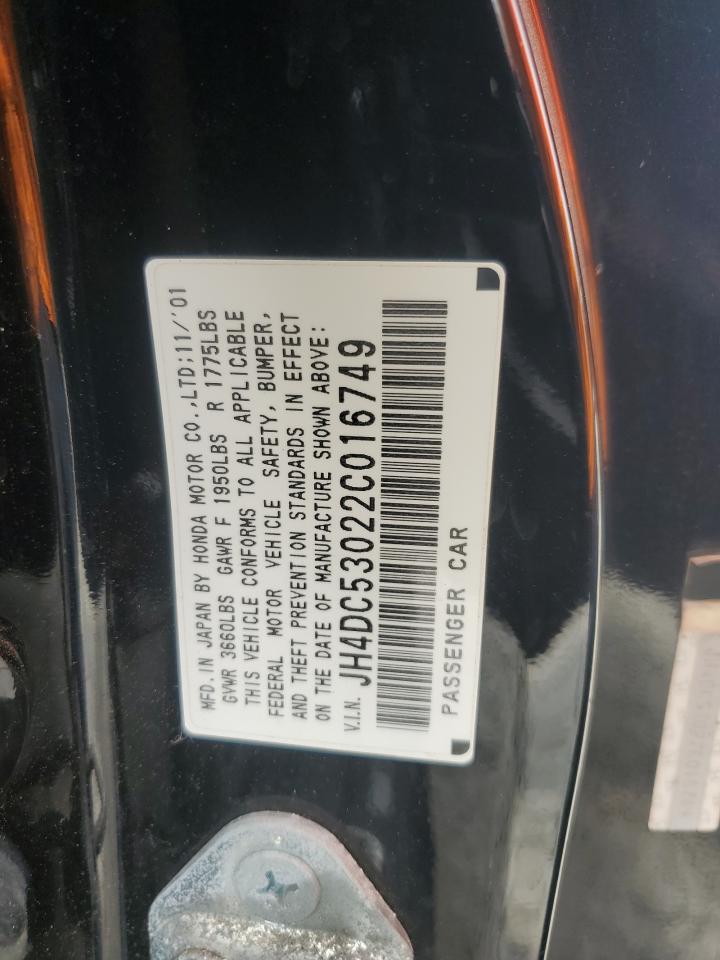 MFD.IN JAPAN BY HONDA MOTOR CO.,LTD:11/'01
GVWR 3660LBS GAWR F 1950LBS R 1775LBS
THIS VEHICLE CONFORMS TO ALL APPLICABLE
FEDERAL MOTOR VEHICLE SAFETY, BUMPER,
AND THEFT PREVENTION STANDARDS IN EFFECT
ON THE DATE OF MANUFACTURE SHOWN ABOVE:
V.I.N. JH4DC53022C016749
PASSENGER CAR